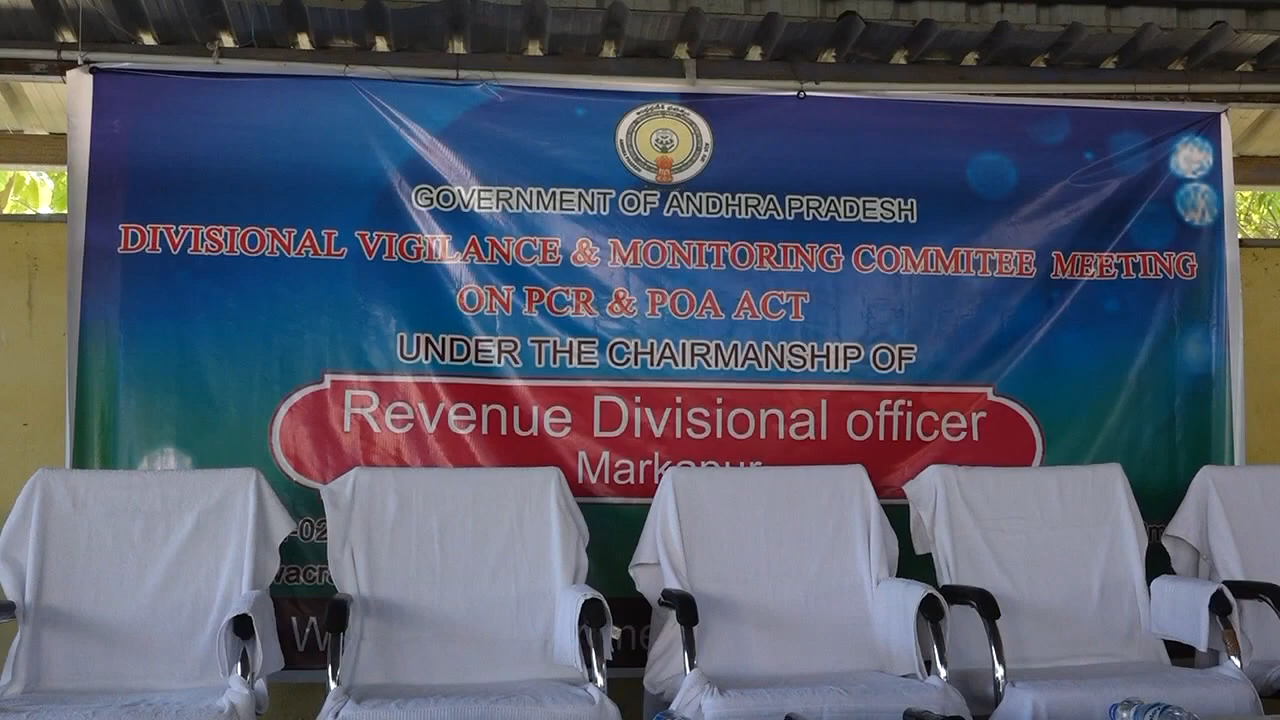 GOVERNMENT OF ANDHRA PRADESH
DIVISIONAL VIGILANCE & MONITORING COMMITEE MEETING
ON PCR & POA ACT
UNDER THE CHAIRMANSHIP OF
Revenue Divisional officer
Markapur